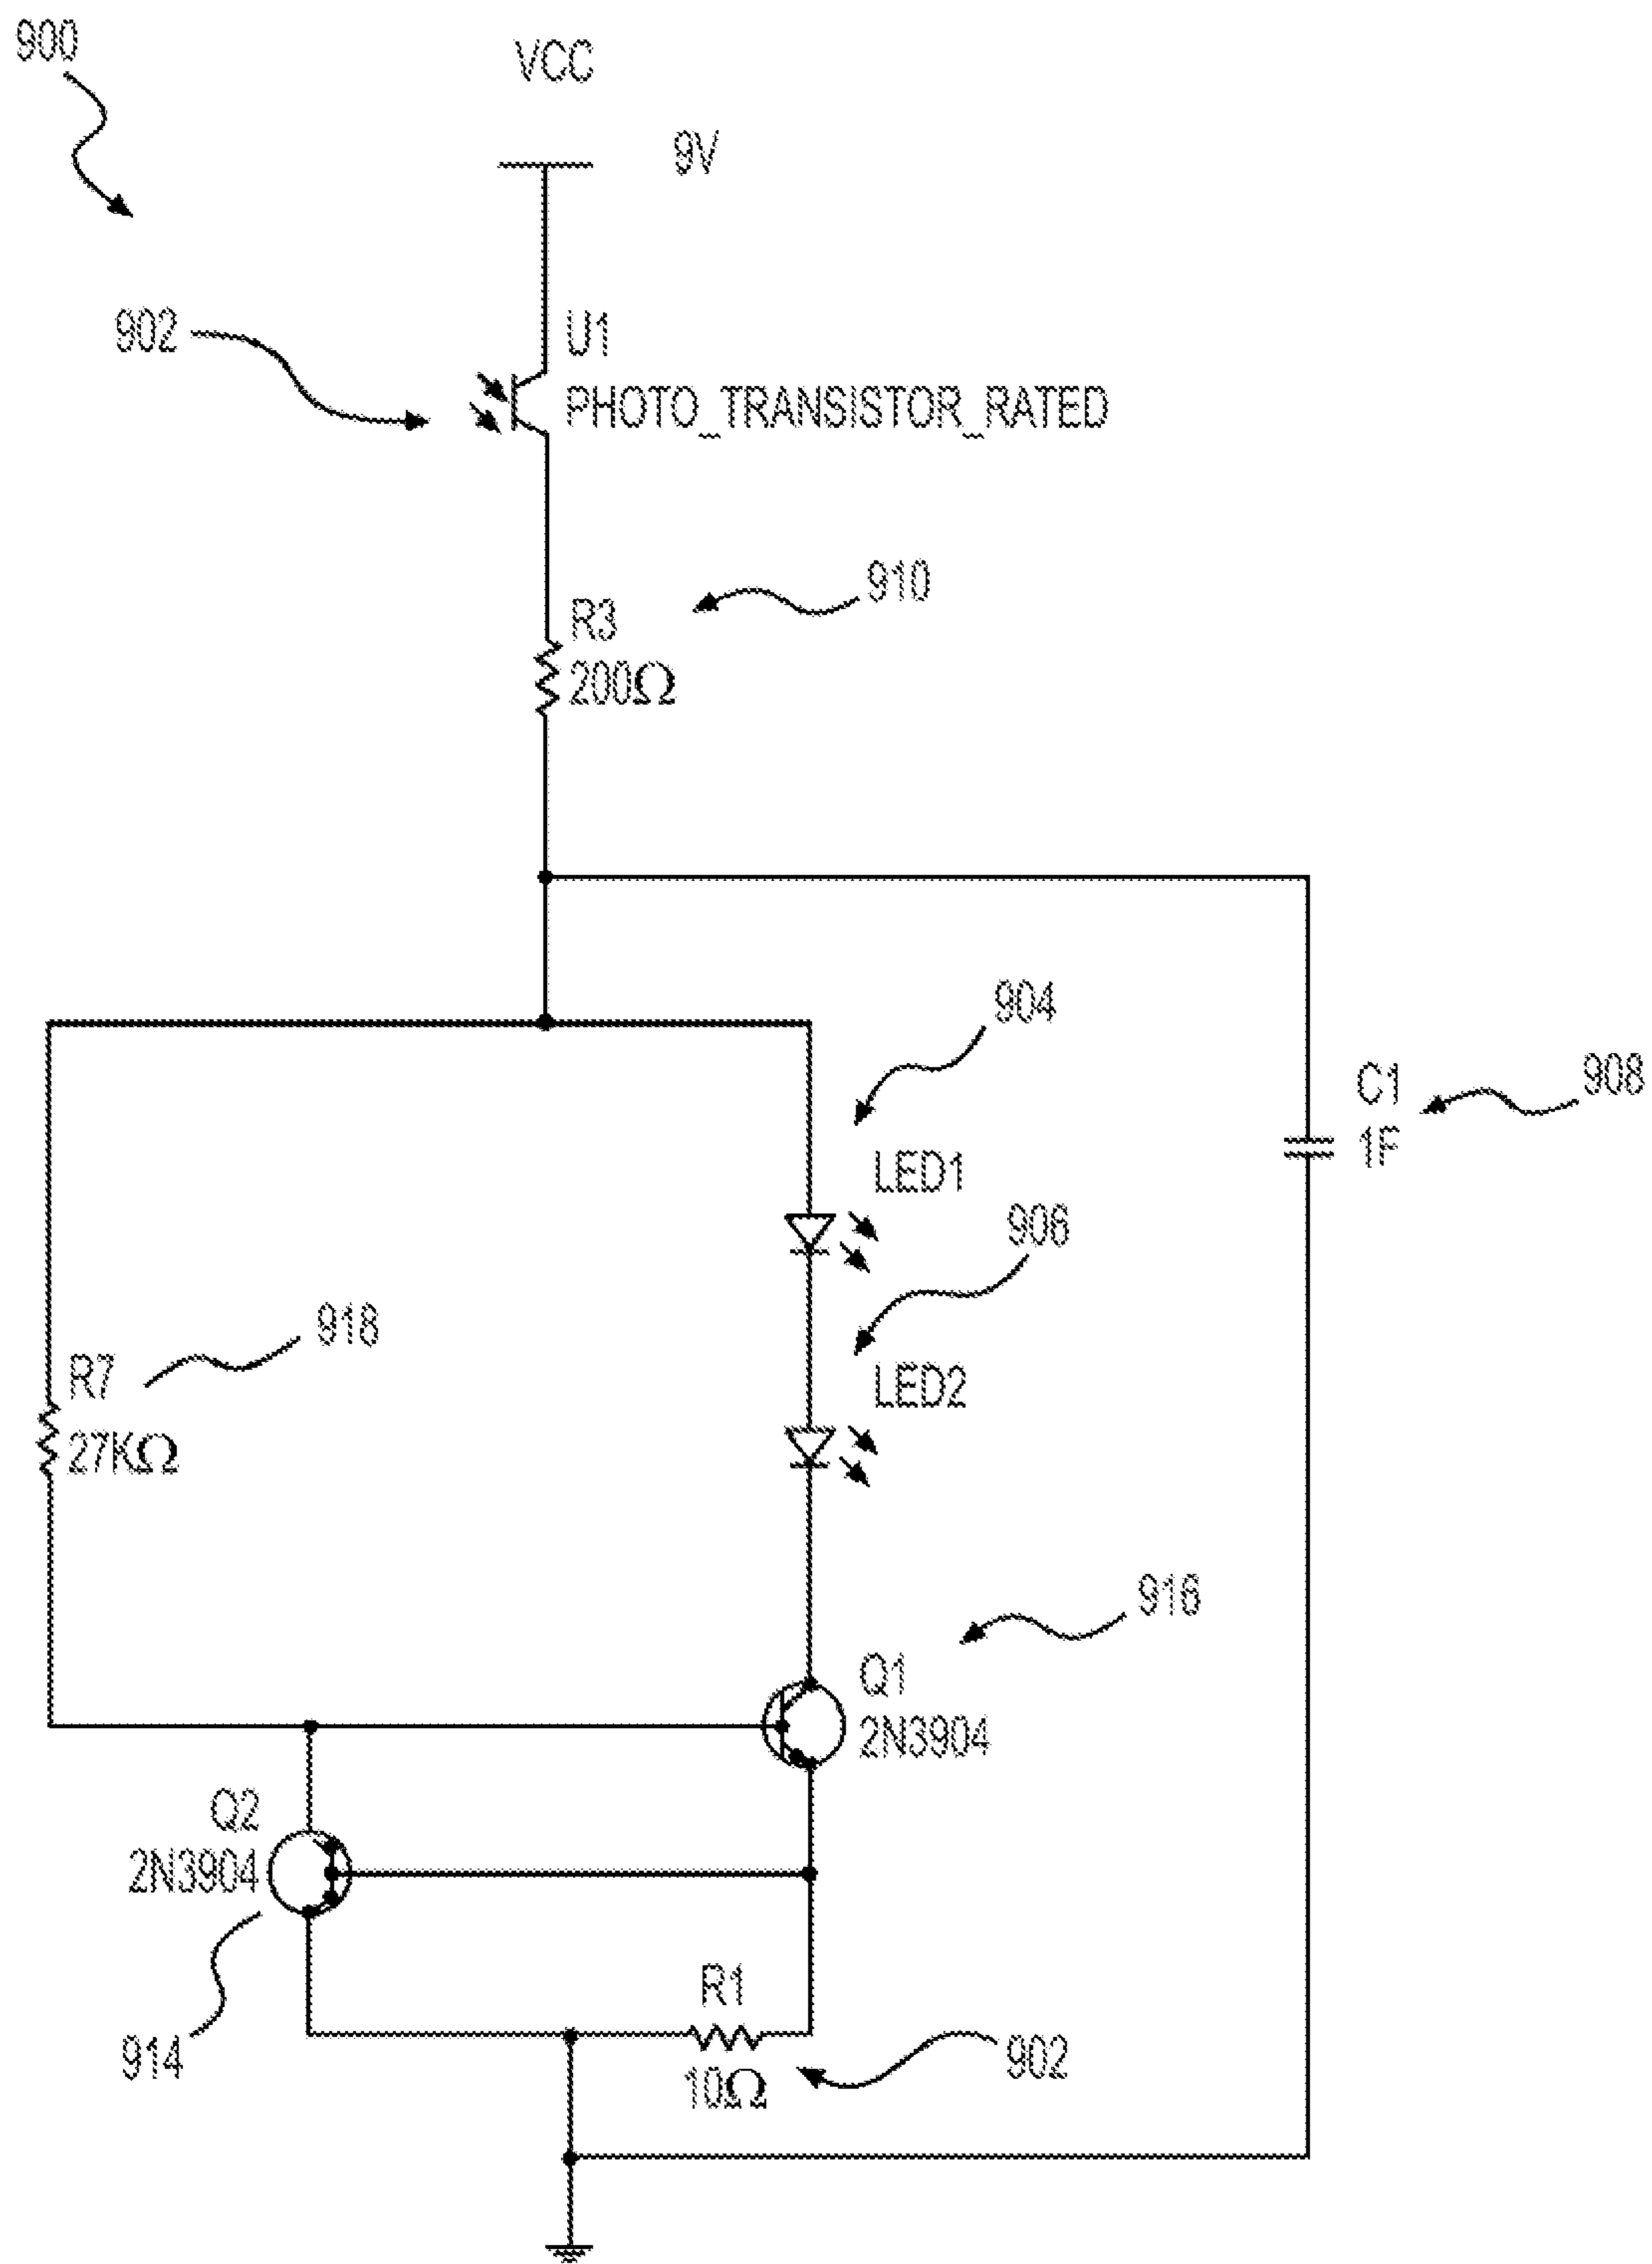 900
VCC
9V
902
U1
PHOTO_TRANSISTOR_RATED
910
R3
200Ω
904
C1
908
1F
LED1
906
918
R7
LED2
27KΩ
916
Q1
2N3904
Q2
2N3904
R1
914
902
10Ω